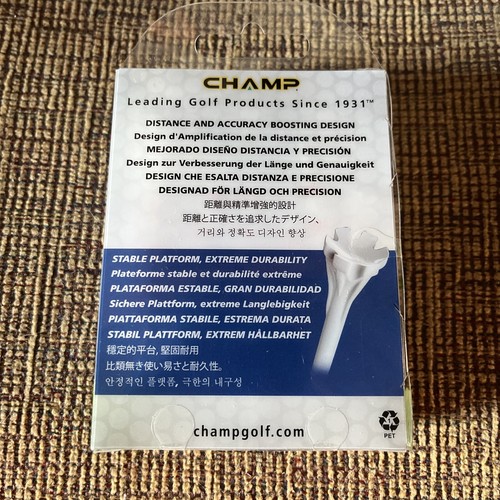 CHAMP
Leading Golf Products Since 1931™
DISTANCE AND ACCURACY BOOSTING DESIGN
Design d'Amplification de la distance et précision
MEJORADO DISEÑO DISTANCIA Y PRECISIÓN
Design zur Verbesserung der Länge und Genauigkeit
DESIGN CHE ESALTA DISTANZA E PRECISIONE
DESIGNAD FÖR LÄNGD OCH PRECISION
距離與精準增強的設計
距離と正確さを追求したデザイン、
거리와 정확도 디자인 향상
STABLE PLATFORM, EXTREME DURABILITY
Plateforme stable et durabilité extrême
PLATAFORMA ESTABLE, GRAN DURABILIDAD
Sichere Plattform, extreme Langlebigkeit
PIATTAFORMA STABILE, ESTREMA DURATA
STABIL PLATTFORM, EXTREM HÅLLBARHET
穩定的平台, 堅固耐用
比類無き使い易さと耐久性。
안정적인 플랫폼, 극한의 내구성
champgolf.com
1
PET